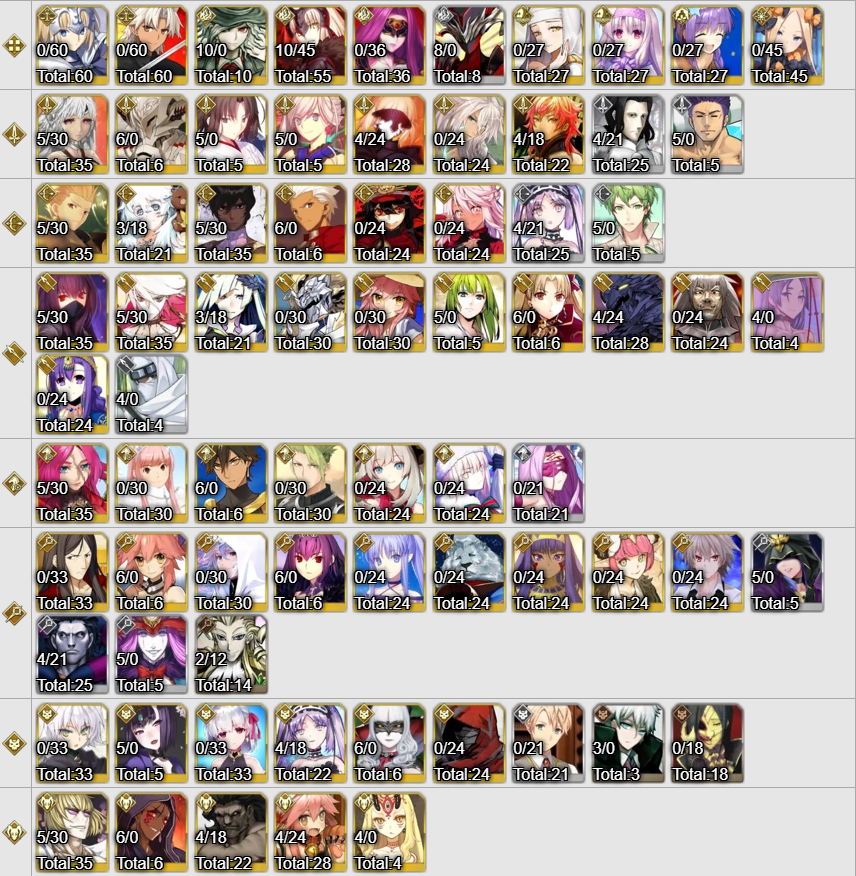 0/60 0/60 10/0 10/45 0/36 8/0 0/27 0/27 0/27 0/45
Total:60 Total:60 Total:10 Total:55 Total:36 Total:8 Total:27 Total:27 Total:27 Total:45
5/30 6/0 5/0 5/0 4/24 0/24 4/18 4/21 5/0
Total:35 Total:6 Total:5 Total:5 Total:28 Total:24 Total:22 Total:25 Total:5
5/30 3/18 5/30 6/0 0/24 0/24 4/21 5/0
Total:35 Total:21 Total:35 Total:6 Total:24 Total:24 Total:25 Total:5
5/30 5/30 3/18 0/30 0/30 5/0 6/0 4/24 0/24 4/0
Total:35 Total:35 Total:21 Total:30 Total:30 Total:5 Total:6 Total:28 Total:24 Total:4
0/24 4/0
Total:24 Total:4
5/30 0/30 6/0 0/30 0/24 0/24 0/21
Total:35 Total:30 Total:6 Total:30 Total:24 Total:24 Total:21
0/33 6/0 0/30 6/0 0/24 0/24 0/24 0/24 0/24 5/0
Total:33 Total:6 Total:30 Total:6 Total:24 Total:24 Total:24 Total:24 Total:24 Total:5
4/21 5/0 2/12
Total:25 Total:5 Total:14
0/33 5/0 0/33 4/18 6/0 0/24 0/21 3/0 0/18
Total:33 Total:5 Total:33 Total:22 Total:6 Total:24 Total:21 Total:3 Total:18
5/30 6/0 4/18 4/24 4/0
Total:35 Total:6 Total:22 Total:28 Total:4